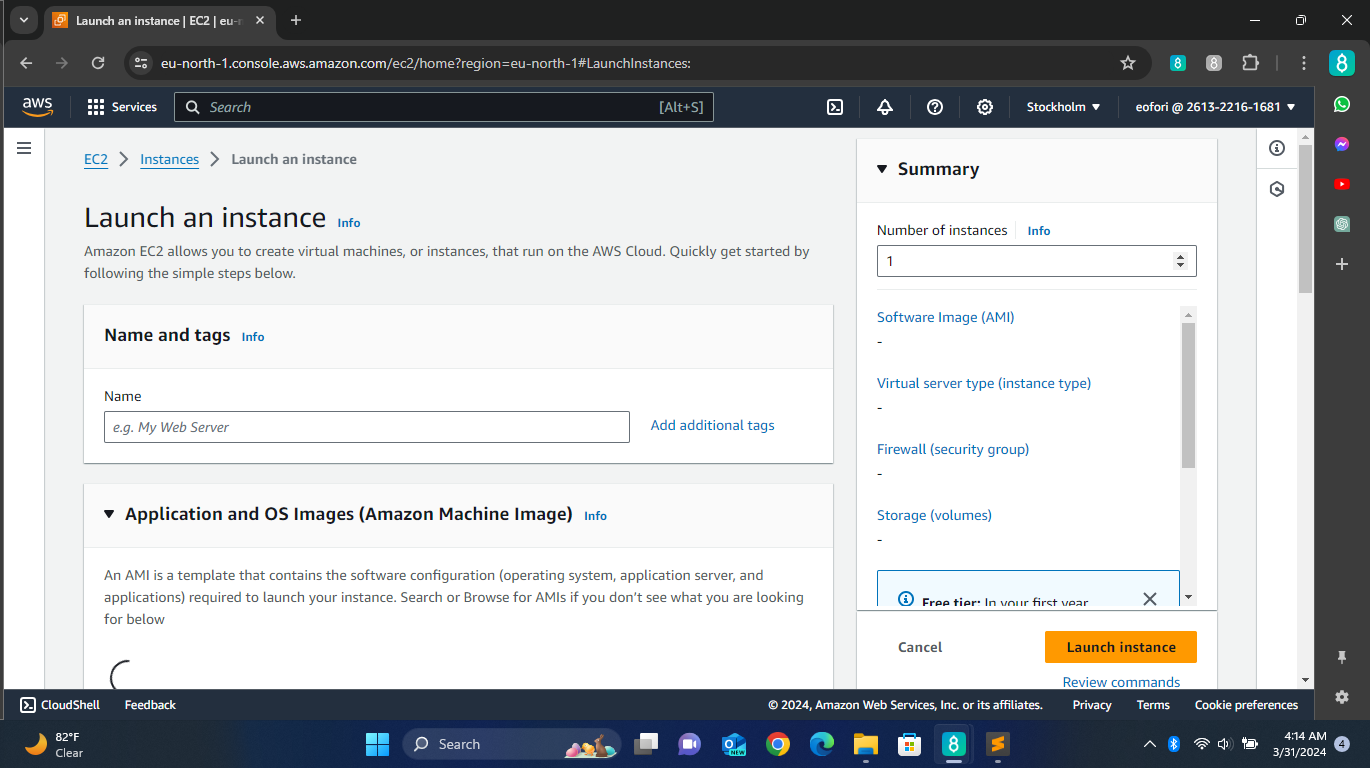 Launch an instance | EC2 | eu-n
eu-north-1.console.aws.amazon.com/ec2/home?region=eu-north-1#LaunchInstances:
aws
Services
Search
[Alt+S]
Stockholm
eofori @ 2613-2216-1681
EC2
Instances
Launch an instance
Launch an instance
Info
Amazon EC2 allows you to create virtual machines, or instances, that run on the AWS Cloud. Quickly get started by
following the simple steps below.
Name and tags
Info
Name
e.g. My Web Server
Add additional tags
Application and OS Images (Amazon Machine Image)
Info
An AMI is a template that contains the software configuration (operating system, application server, and
applications) required to launch your instance. Search or Browse for AMIs if you don't see what you are looking
for below
Summary
Number of instances
Info
1
Software Image (AMI)
-
Virtual server type (instance type)
-
Firewall (security group)
-
Storage (volumes)
-
Free tier: In your first year
Cancel
Launch instance
Review commands
CloudShell
Feedback
© 2024, Amazon Web Services, Inc. or its affiliates.
Privacy
Terms
Cookie preferences
82°F
Clear
Search
NEW
4:14 AM
3/31/2024
4